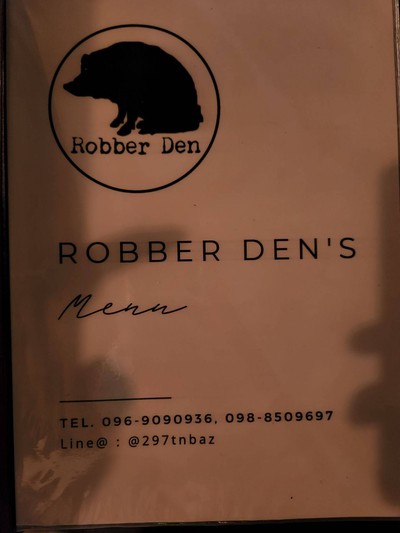 Robber Den
ROBBER DEN'S
Menu
TEL. 096-9090936, 098-8509697
Line@ : @297tnbaz